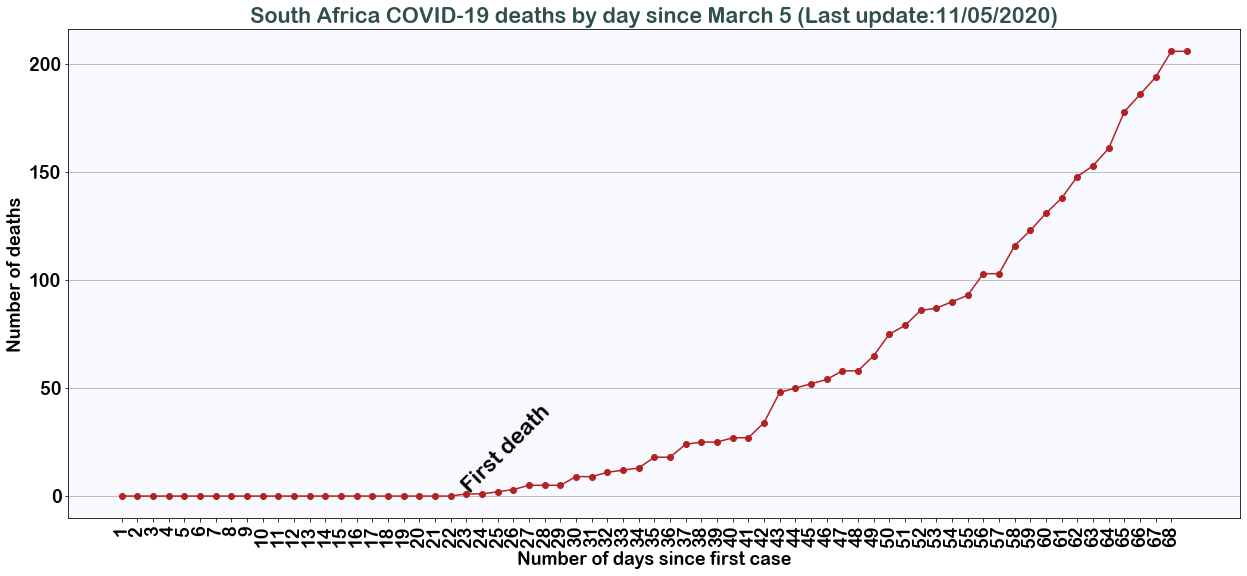 South Africa COVID-19 deaths by day since March 5 (Last update:11/05/2020)
200
150
100
50
0
Number of deaths
First death
1 2 3 4 5 6 7 8 9 10 11 12 13 14 15 16 17 18 19 20 21 22 23 24 25 26 27 28 29 30 31 32 33 34 35 36 37 38 39 40 41 42 43 44 45 46 47 48 49 50 51 52 53 54 55 56 57 58 59 60 61 62 63 64 65 66 67 68
Number of days since first case